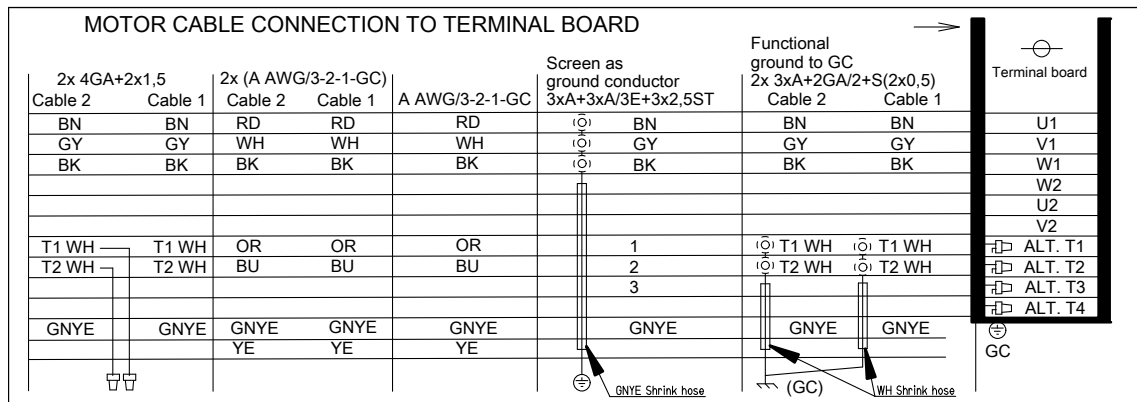 MOTOR CABLE CONNECTION TO TERMINAL BOARD
Terminal board
2x 4GA+2x1,5
Cable 2 Cable 1
2x (A AWG/3-2-1-GC)
Cable 2 Cable 1
A AWG/3-2-1-GC
Screen as
ground conductor
3xA+3xA/3E+3x2,5ST
Functional
ground to GC
2x 3xA+2GA/2+S(2x0,5)
Cable 2 Cable 1
BN BN RD RD RD BN BN BN U1
GY GY WH WH WH GY GY GY V1
BK BK BK BK BK BK BK BK W1
W2
U2
V2
T1 WH T1 WH OR OR OR 1 T1 WH T1 WH ALT. T1
T2 WH T2 WH BU BU BU 2 T2 WH T2 WH ALT. T2
3 ALT. T3
ALT. T4
GNYE GNYE GNYE GNYE GNYE GNYE GNYE GNYE
YE YE YE GC
GNYE Shrink hose (GC) WH Shrink hose